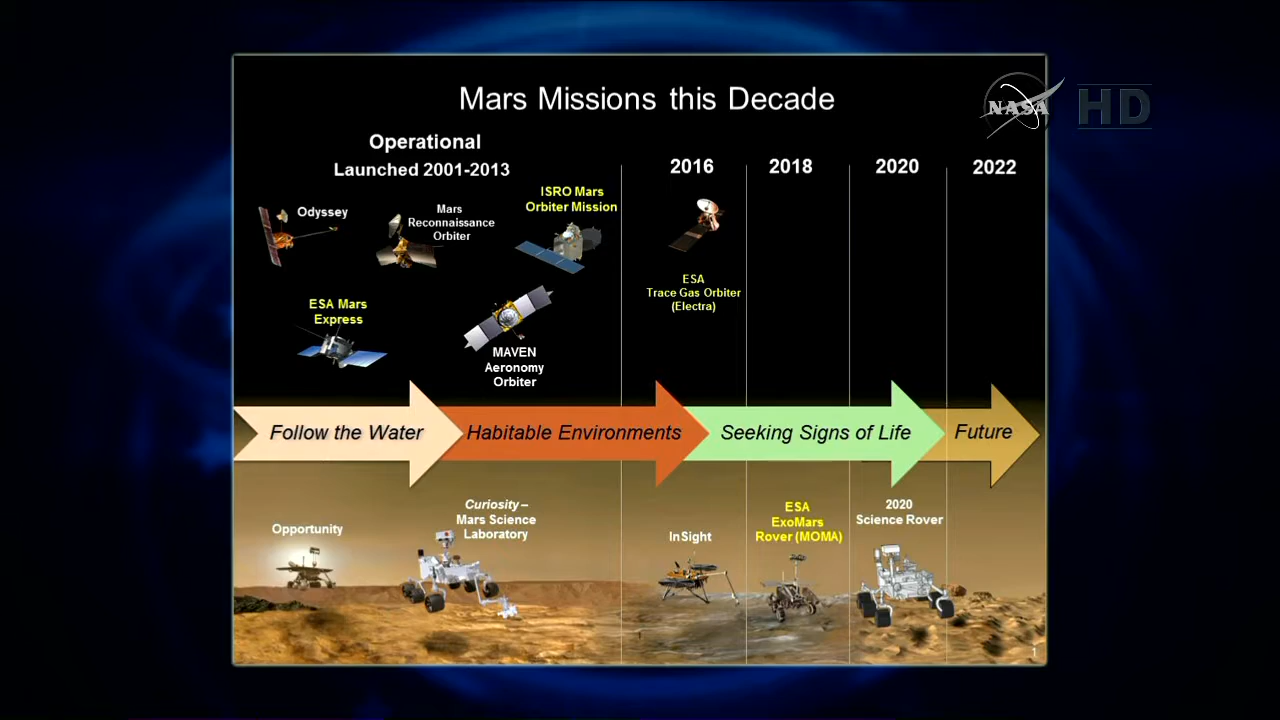 Mars Missions this Decade
NASA HD
Operational
Launched 2001-2013
2016
2018
2020
2022
Odyssey
Mars
Reconnaissance
Orbiter
ISRO Mars
Orbiter Mission
ESA Mars
Express
MAVEN
Aeronomy
Orbiter
ESA
Trace Gas Orbiter
(Electra)
Follow the Water
Habitable Environments
Seeking Signs of Life
Future
Opportunity
Curiosity –
Mars Science
Laboratory
InSight
ESA
ExoMars
Rover (MOMA)
2020
Science Rover
1